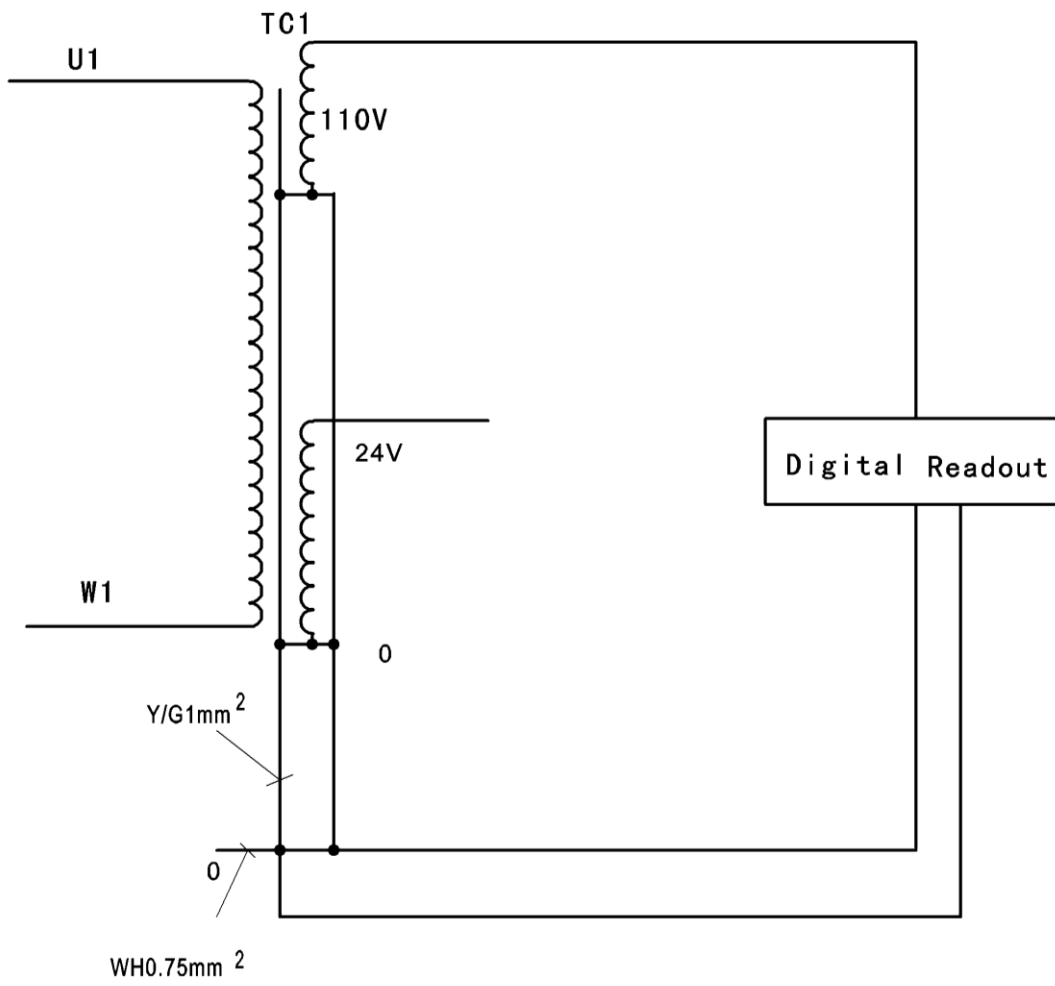 TC1
U1
110V
24V
Digital Readout
W1
0
Y/G1mm²
0
WH0.75mm²